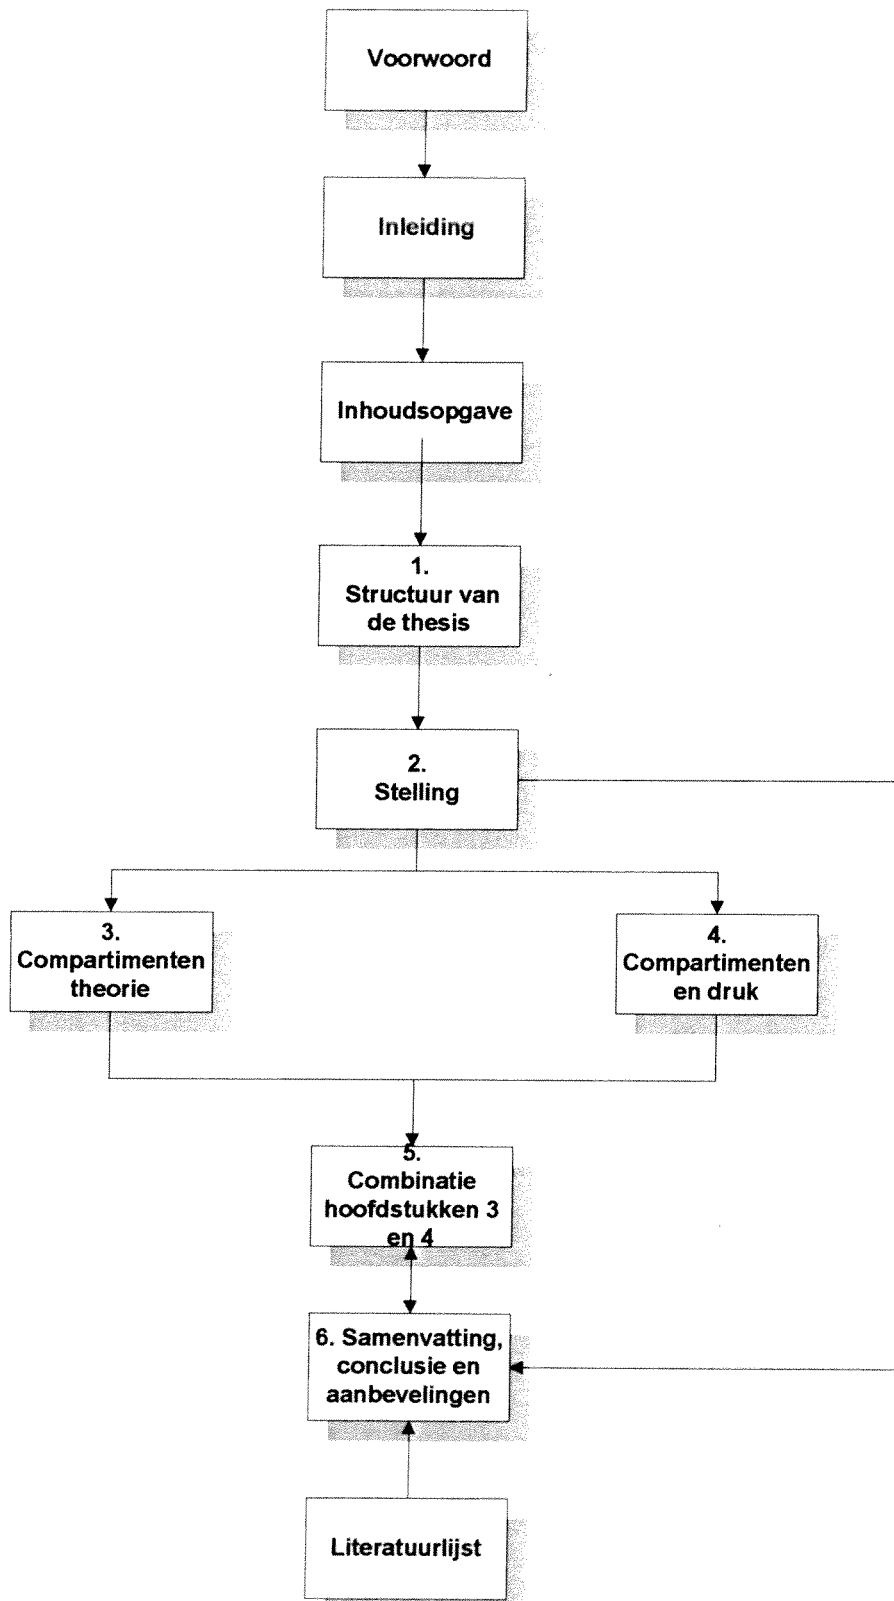 Voorwoord
Inleiding
Inhoudsopgave
1.
Structuur van
de thesis
2.
Stelling
3.
Compartimenten
theorie
4.
Compartimenten
en druk
5.
Combinatie
hoofdstukken 3
en 4
6. Samenvatting,
conclusie en
aanbevelingen
Literatuurlijst